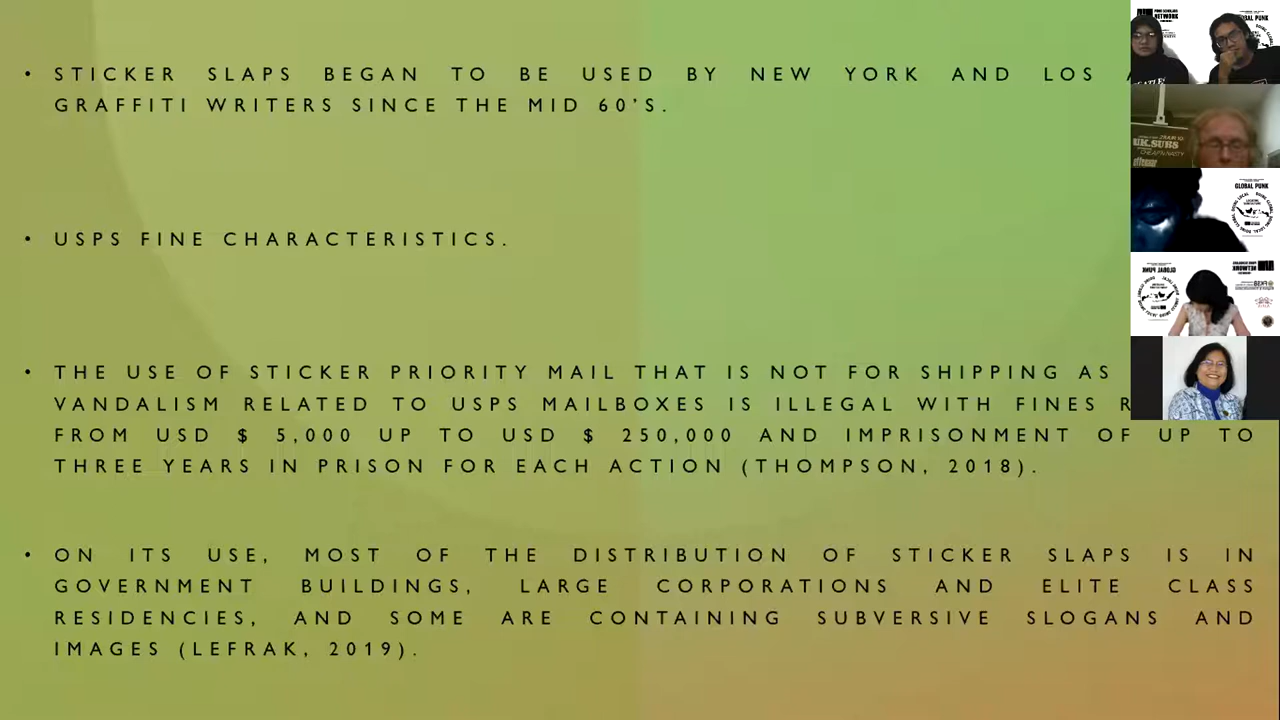 • STICKER SLAPS BEGAN TO BE USED BY NEW YORK AND LOS
GRAFFITI WRITERS SINCE THE MID 60'S.
• USPS FINE CHARACTERISTICS.
• THE USE OF STICKER PRIORITY MAIL THAT IS NOT FOR SHIPPING AS
VANDALISM RELATED TO USPS MAILBOXES IS ILLEGAL WITH FINES
FROM USD $ 5,000 UP TO USD $ 250,000 AND IMPRISONMENT OF UP TO
THREE YEARS IN PRISON FOR EACH ACTION (THOMPSON, 2018).
• ON ITS USE, MOST OF THE DISTRIBUTION OF STICKER SLAPS IS IN
GOVERNMENT BUILDINGS, LARGE CORPORATIONS AND ELITE CLASS
RESIDENCIES, AND SOME ARE CONTAINING SUBVERSIVE SLOGANS AND
IMAGES (LEFRAK, 2019).
NETWORK
UK.SUBS
GLOBAL PUNK